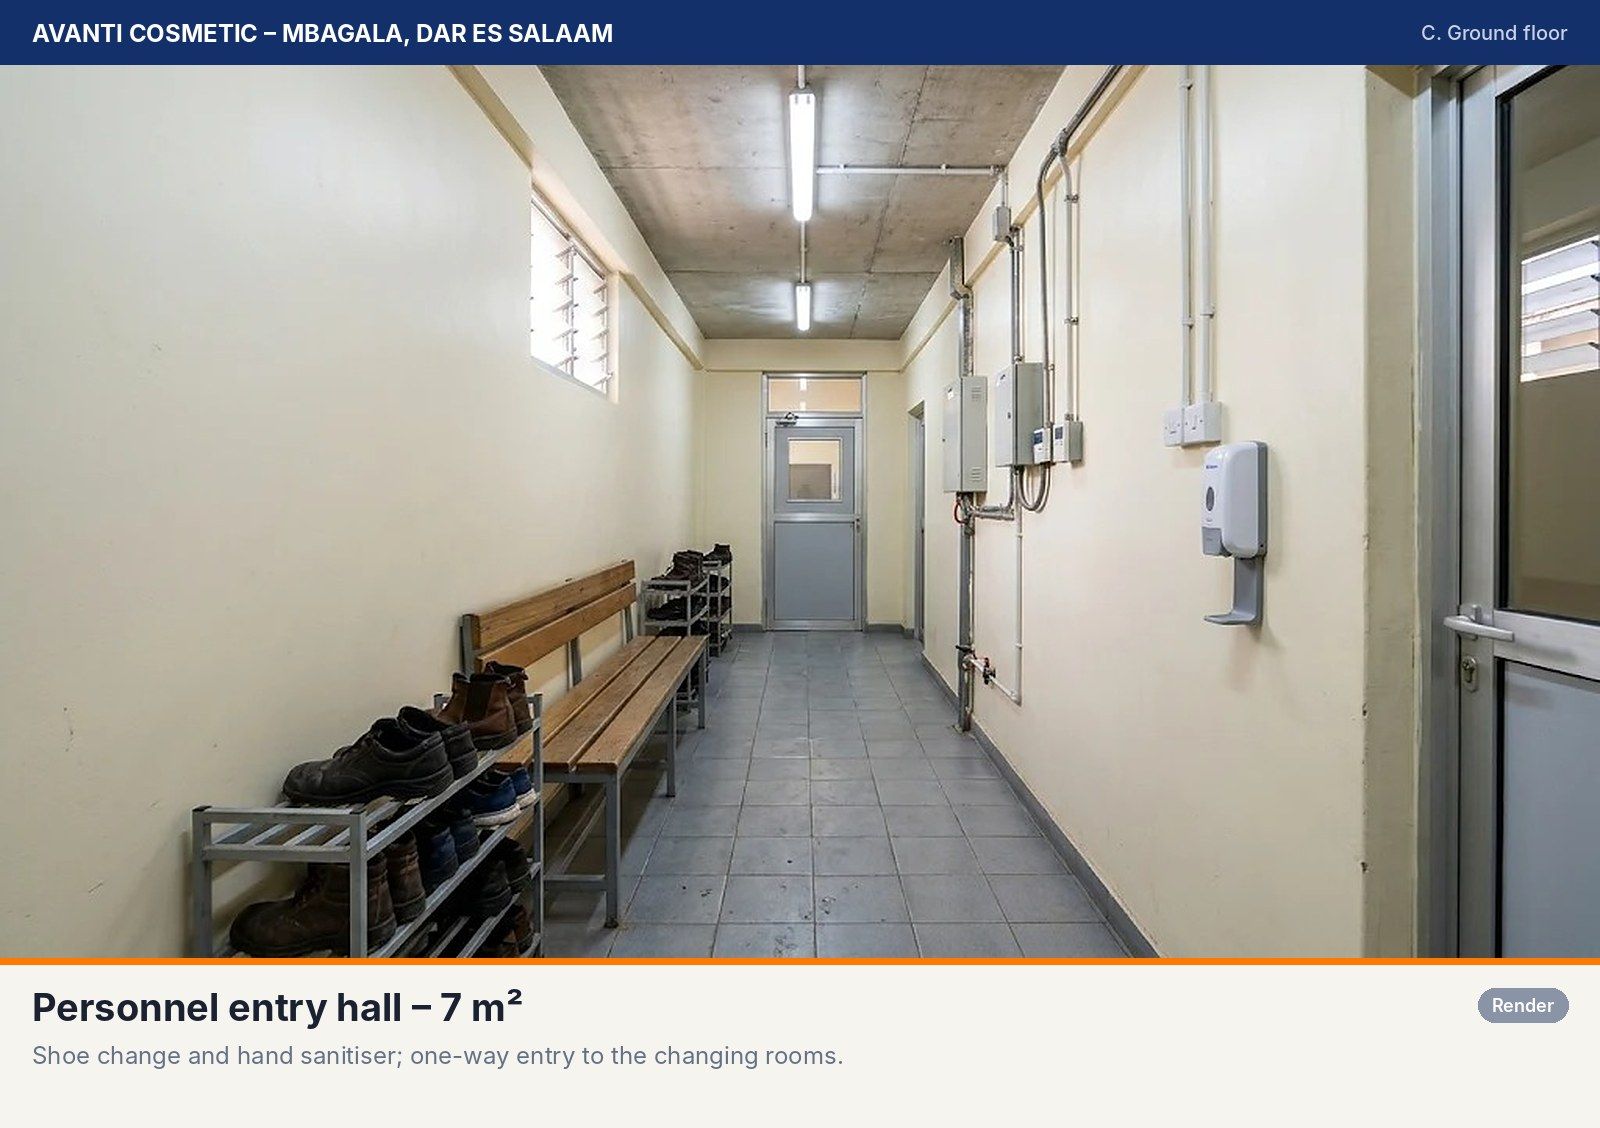 AVANTI COSMETIC – MBAGALA, DAR ES SALAAM
C. Ground floor
Personnel entry hall – 7 m²
Render
Shoe change and hand sanitiser; one-way entry to the changing rooms.